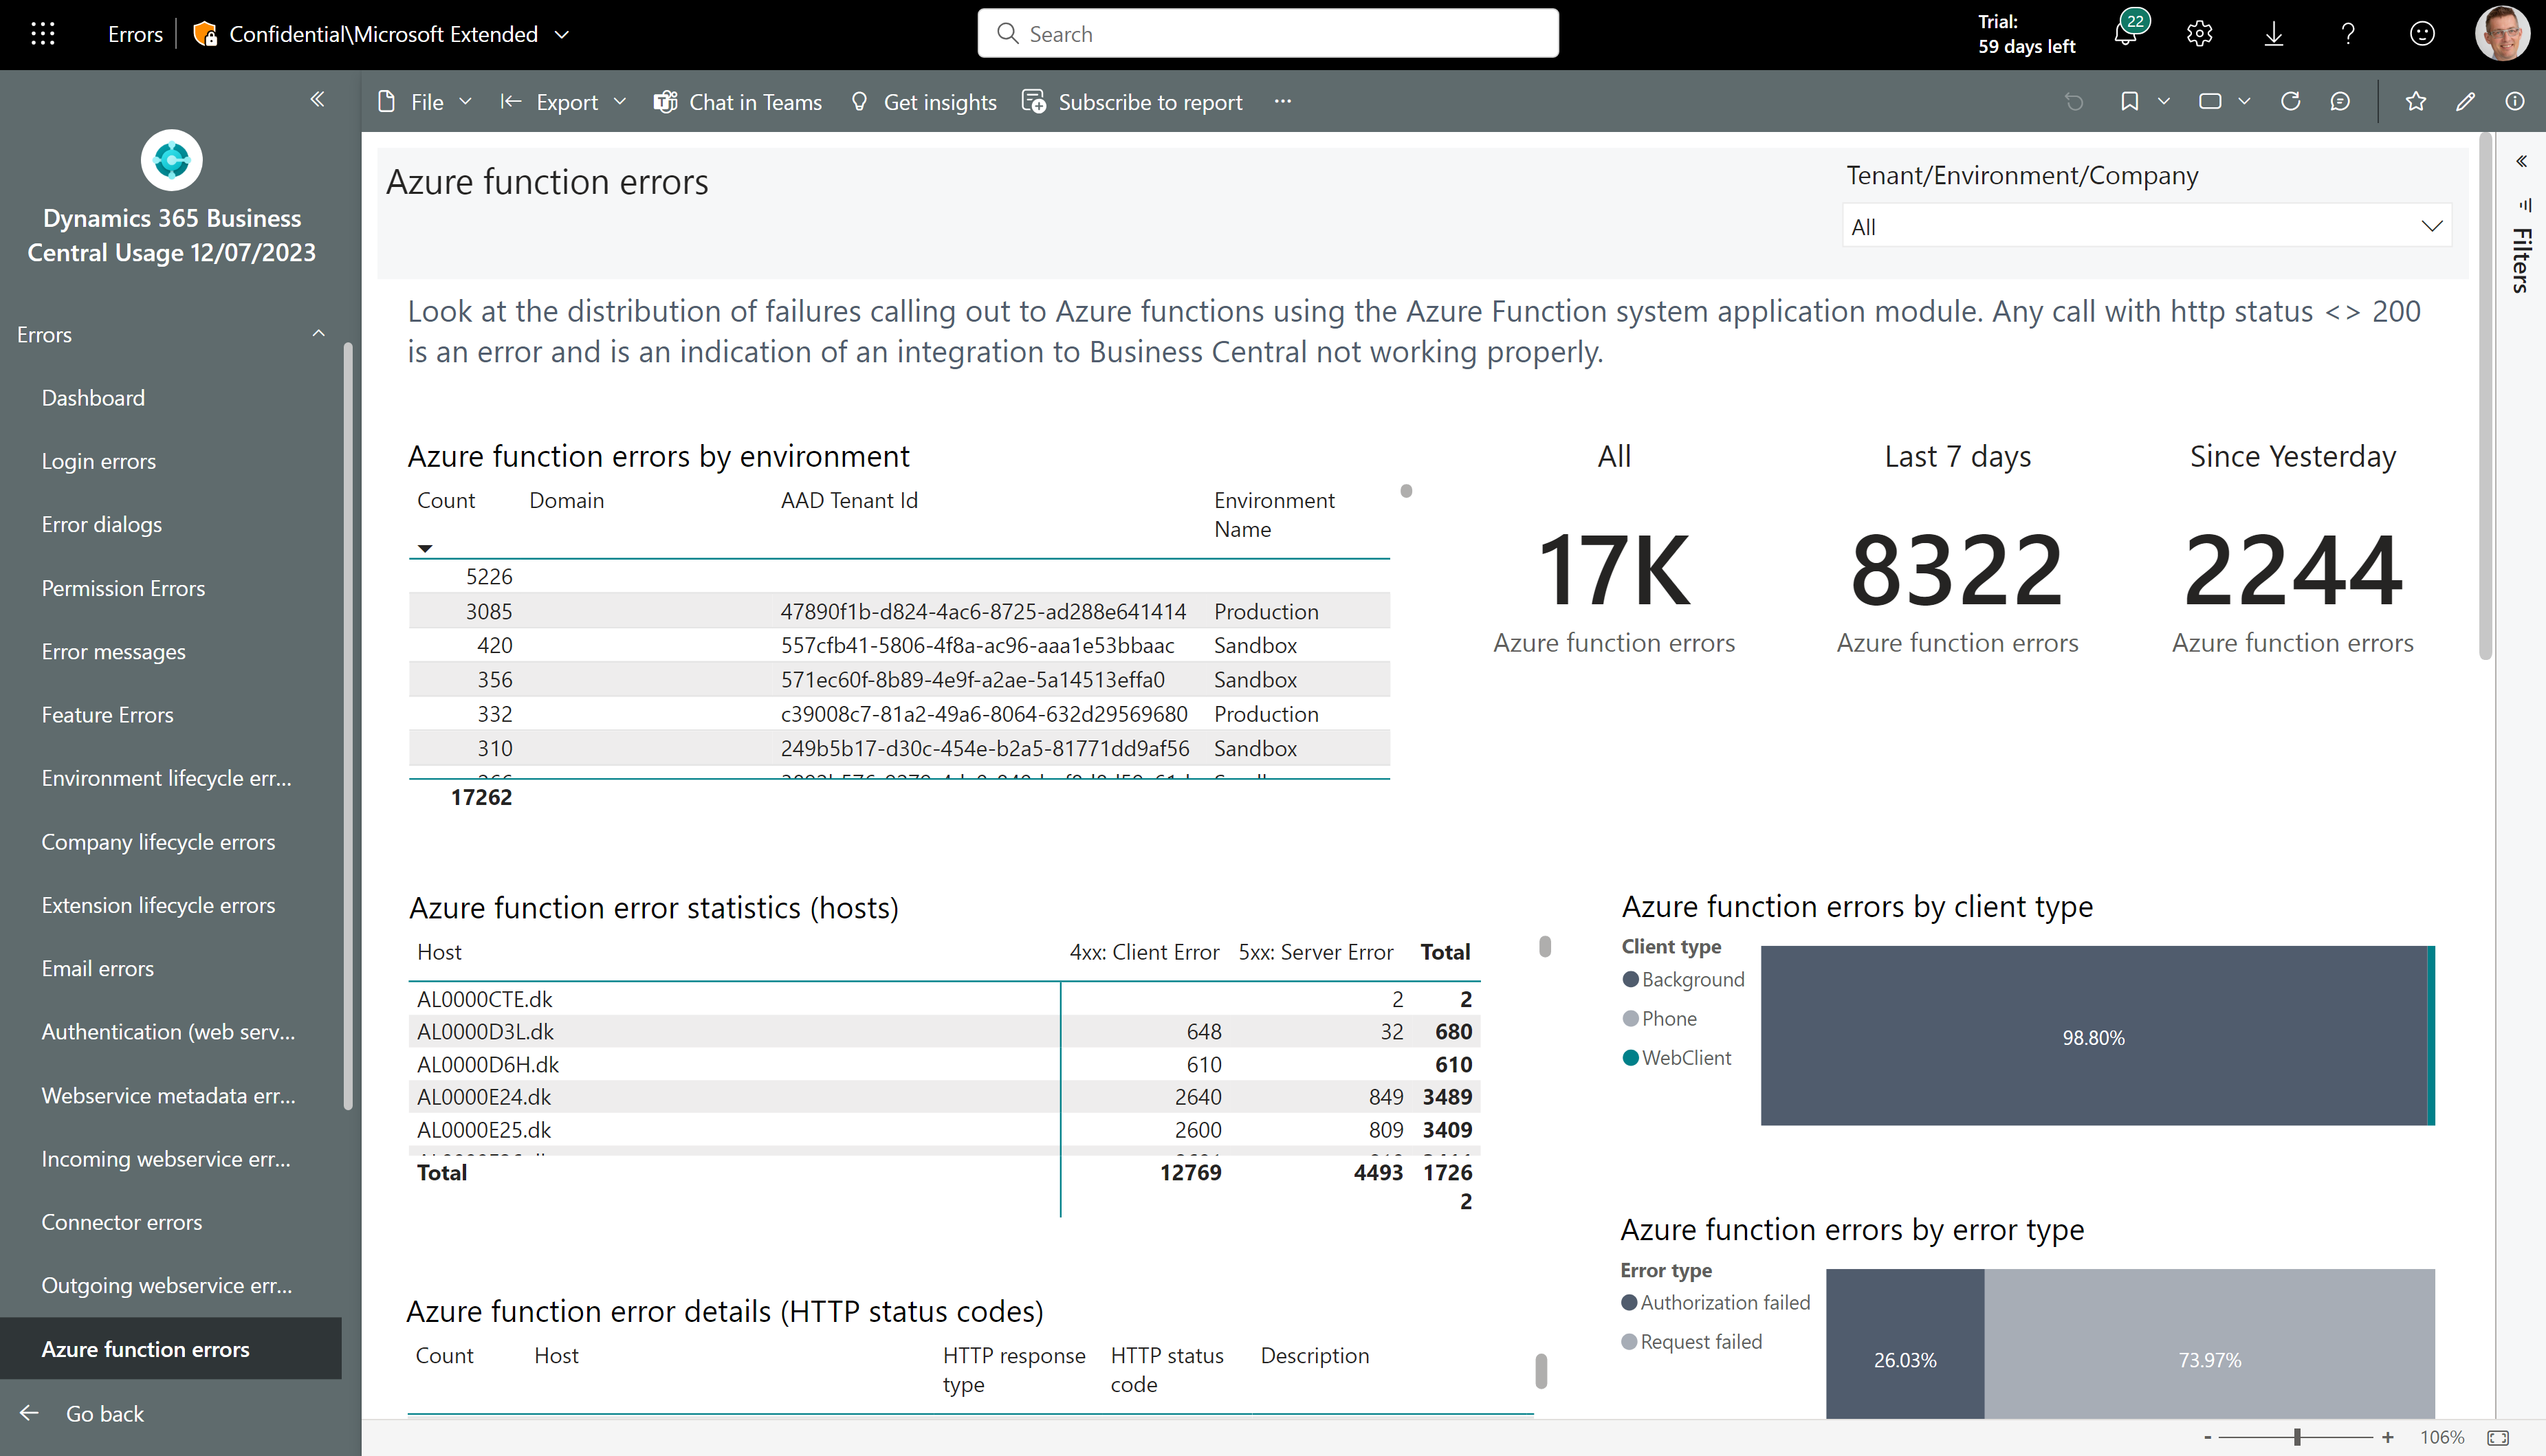 Errors
Confidential\Microsoft Extended
Search
Trial:
59 days left
22
Dynamics 365 Business
Central Usage 12/07/2023
Errors
Dashboard
Login errors
Error dialogs
Permission Errors
Error messages
Feature Errors
Environment lifecycle err...
Company lifecycle errors
Extension lifecycle errors
Email errors
Authentication (web serv...
Webservice metadata err...
Incoming webservice err...
Connector errors
Outgoing webservice err...
Azure function errors
Go back
File Export Chat in Teams Get insights Subscribe to report ...
Azure function errors
Tenant/Environment/Company
All
Filters
Look at the distribution of failures calling out to Azure functions using the Azure Function system application module. Any call with http status <> 200
is an error and is an indication of an integration to Business Central not working properly.
Azure function errors by environment
Count Domain AAD Tenant Id Environment
Name
5226
3085 47890f1b-d824-4ac6-8725-ad288e641414 Production
420 557cfb41-5806-4f8a-ac96-aaa1e53bbaac Sandbox
356 571ec60f-8b89-4e9f-a2ae-5a14513effa0 Sandbox
332 c39008c7-81a2-49a6-8064-632d29569680 Production
310 249b5b17-d30c-454e-b2a5-81771dd9af56 Sandbox
17262
All Last 7 days Since Yesterday
17K 8322 2244
Azure function errors Azure function errors Azure function errors
Azure function error statistics (hosts)
Host 4xx: Client Error 5xx: Server Error Total
AL0000CTE.dk 2 2
AL0000D3L.dk 648 32 680
AL0000D6H.dk 610 610
AL0000E24.dk 2640 849 3489
AL0000E25.dk 2600 809 3409
Total 12769 4493 1726
2
Azure function errors by client type
Client type
Background
Phone
WebClient
98.80%
Azure function errors by error type
Error type
Authorization failed
Request failed
26.03% 73.97%
Azure function error details (HTTP status codes)
Count Host HTTP response HTTP status Description
type code
- + 106%